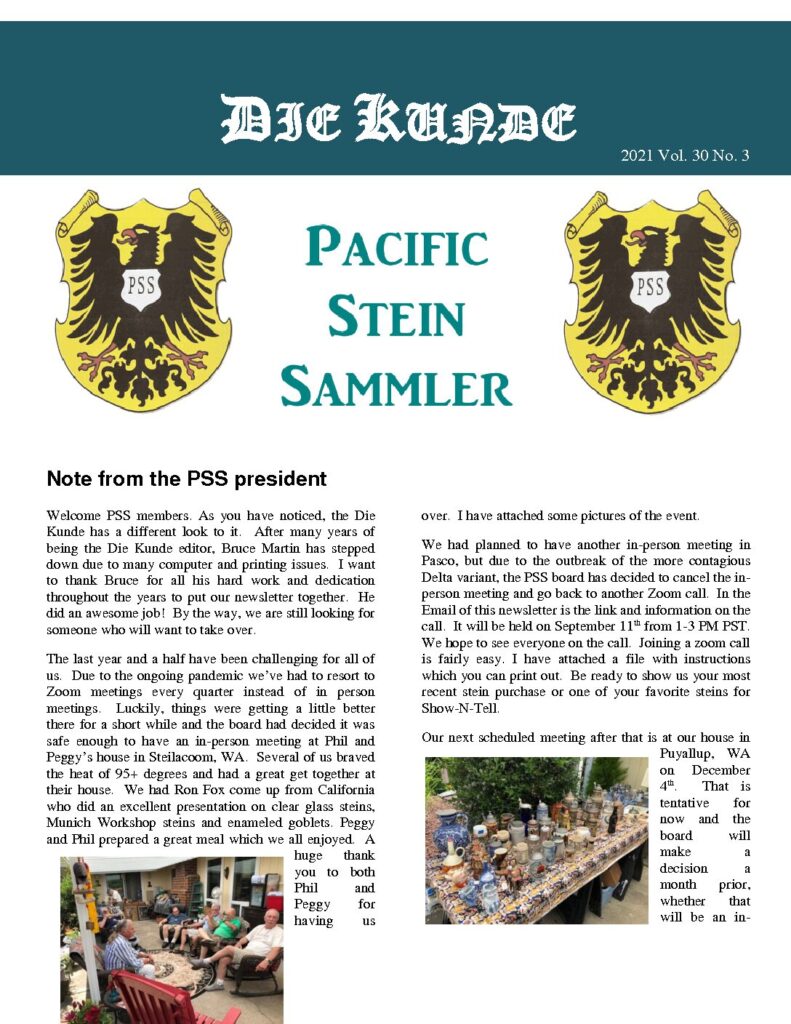 DIE KUNDE
2021 Vol. 30 No. 3
PSS
PACIFIC
STEIN
SAMMLER
PSS
Note from the PSS president
Welcome PSS members. As you have noticed, the Die
Kunde has a different look to it. After many years of
being the Die Kunde editor, Bruce Martin has stepped
down due to many computer and printing issues. I want
to thank Bruce for all his hard work and dedication
throughout the years to put our newsletter together. He
did an awesome job! By the way, we are still looking for
someone who will want to take over.
The last year and a half have been challenging for all of
us. Due to the ongoing pandemic we've had to resort to
Zoom meetings every quarter instead of in person
meetings. Luckily, things were getting a little better
there for a short while and the board had decided it was
safe enough to have an in-person meeting at Phil and
Peggy's house in Steilacoom, WA. Several of us braved
the heat of 95+ degrees and had a great get together at
their house. We had Ron Fox come up from California
who did an excellent presentation on clear glass steins,
Munich Workshop steins and enameled goblets. Peggy
and Phil prepared a great meal which we all enjoyed. A
huge thank
you to both
Phil and
Peggy for
having us
over. I have attached some pictures of the event.
We had planned to have another in-person meeting in
Pasco, but due to the outbreak of the more contagious
Delta variant, the PSS board has decided to cancel the in-
person meeting and go back to another Zoom call. In the
Email of this newsletter is the link and information on the
call. It will be held on September 11th from 1-3 PM PST.
We hope to see everyone on the call. Joining a zoom call
is fairly easy. I have attached a file with instructions
which you can print out. Be ready to show us your most
recent stein purchase or one of your favorite steins for
Show-N-Tell.
Our next scheduled meeting after that is at our house in
Puyallup, WA
on December
4th. That is
tentative for
now and the
board will
make a
decision a
month prior,
whether that
will be an in-